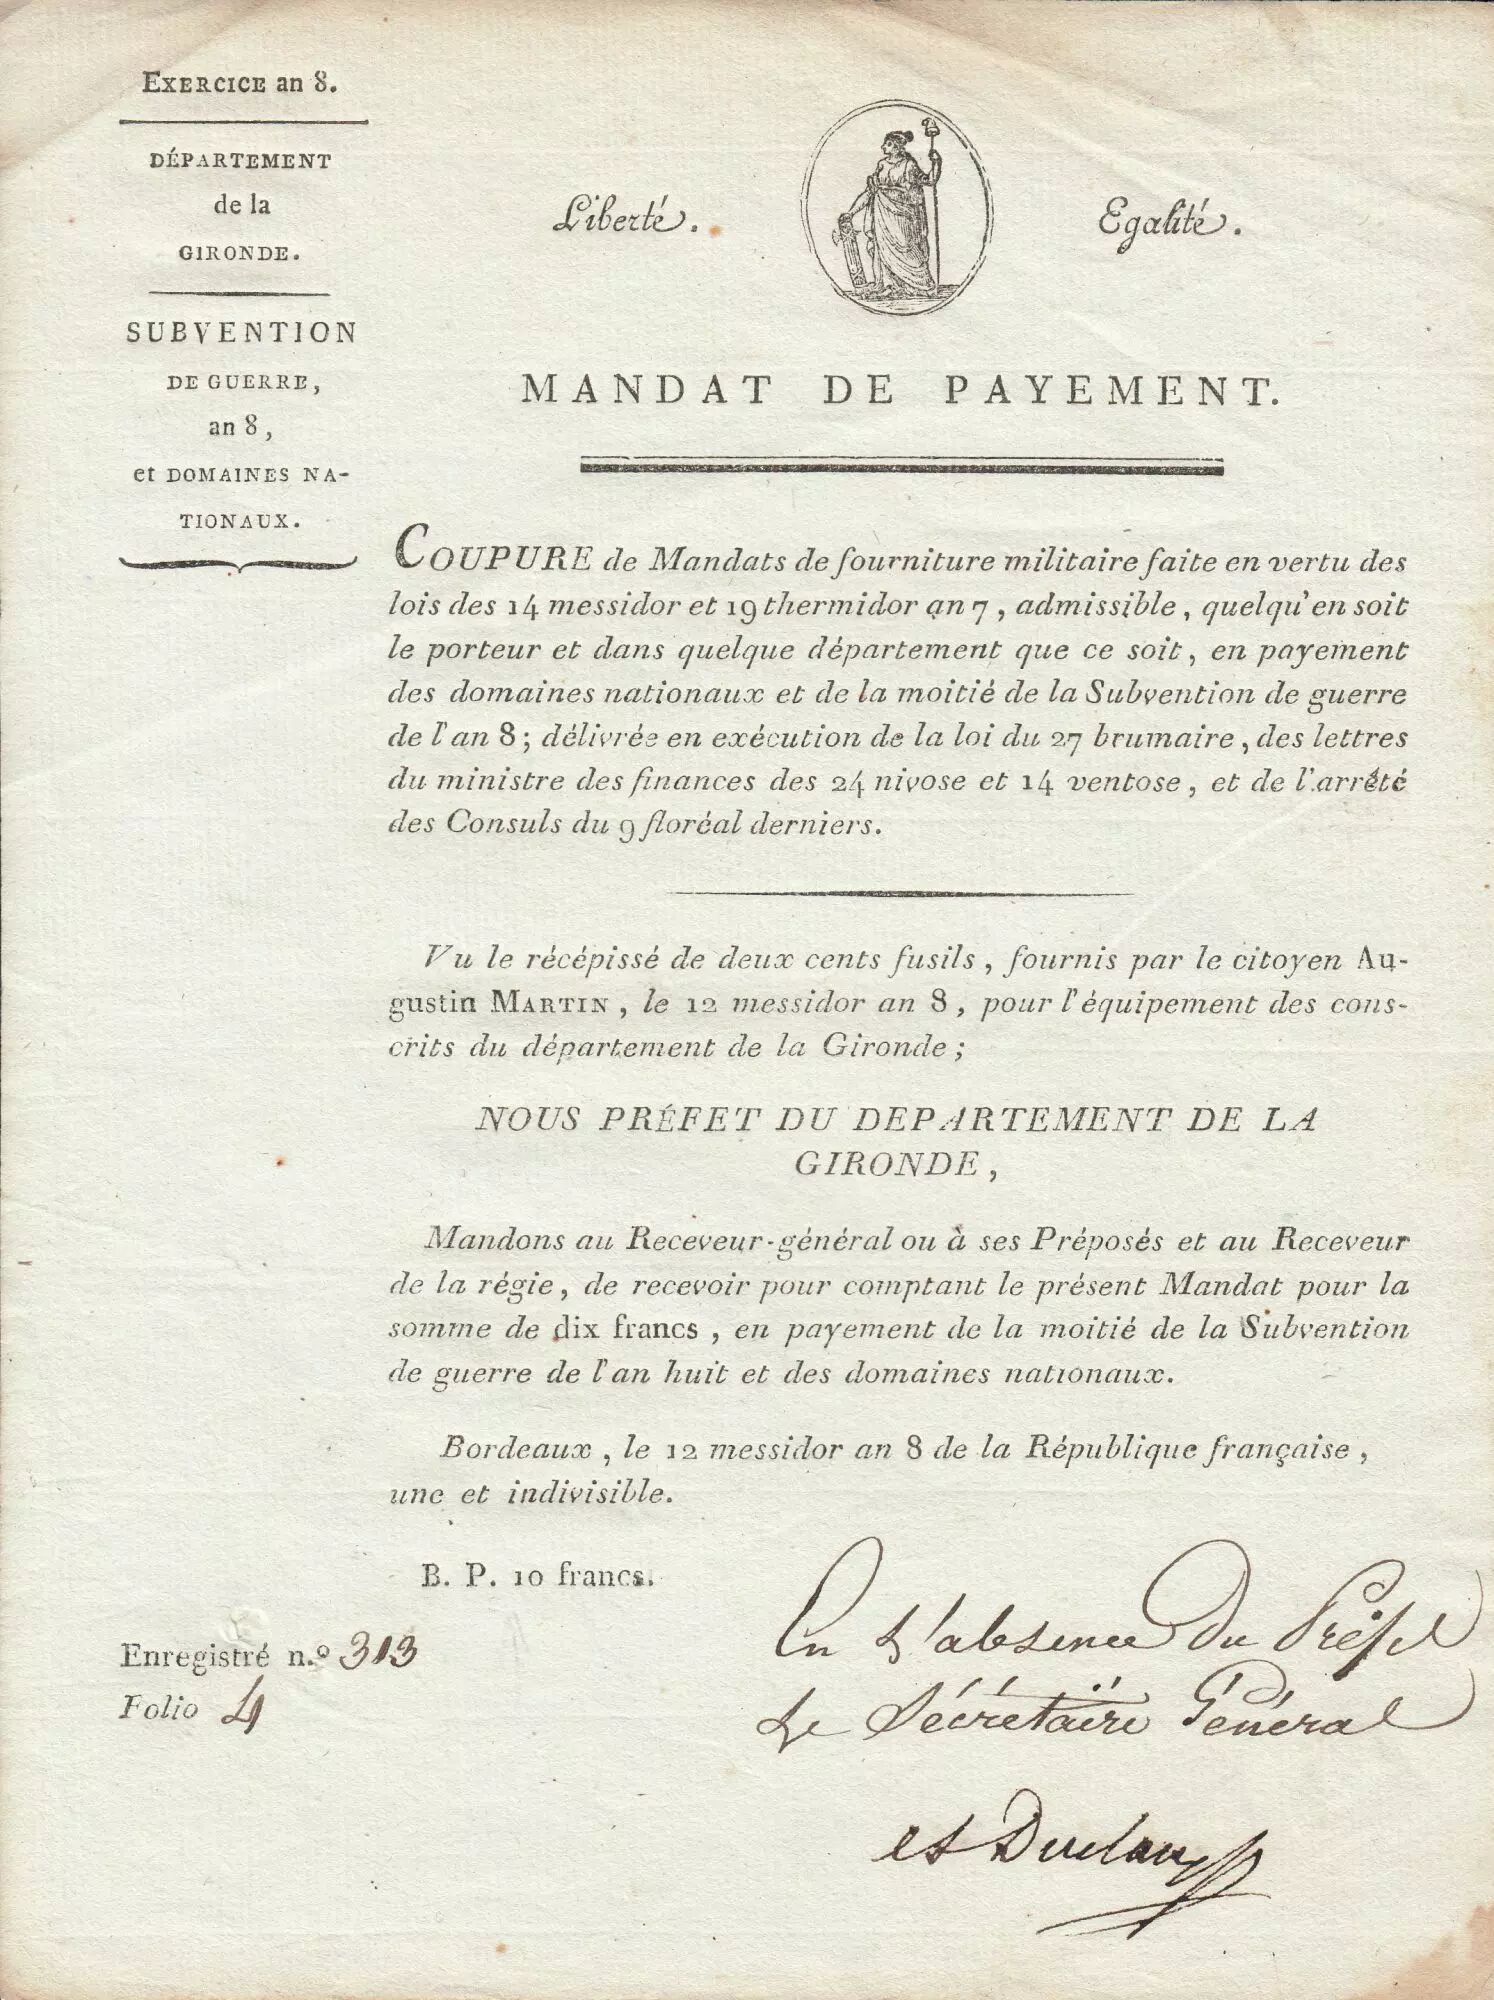 EXERCICE an 8.
DÉPARTEMENT
de la
GIRONDE.
SUBVENTION
DE GUERRE,
an 8,
et DOMAINES NA-
TIONAUX.
Liberté.
Egalité.
MANDAT DE PAYEMENT.
COUPURE de Mandats de fourniture militaire faite en vertu des
lois des 14 messidor et 19 thermidor an 7, admissible, quelqu'en soit
le porteur et dans quelque département que ce soit, en payement
des domaines nationaux et de la moitié de la Subvention de guerre
de l'an 8; délivrée en exécution de la loi du 27 brumaire, des lettres
du ministre des finances des 24 nivose et 14 ventose, et de l'arrêté
des Consuls du 9 floréal derniers.
Vu le récépissé de deux cents fusils, fournis par le citoyen Au-
gustin MARTIN, le 12 messidor an 8, pour l'équipement des cons-
crits du département de la Gironde;
NOUS PRÉFET DU DEPARTEMENT DE LA
GIRONDE,
Mandons au Receveur-général ou à ses Préposés et au Receveur
de la régie, de recevoir pour comptant le présent Mandat pour la
somme de dix francs, en payement de la moitié de la Subvention
de guerre de l'an huit et des domaines nationaux.
Bordeaux, le 12 messidor an 8 de la République française,
une et indivisible.
B. P. 10 francs.
Enregistré n.º 313
Folio 4
En l'absence du Préfet
Le Sécrétaire Général